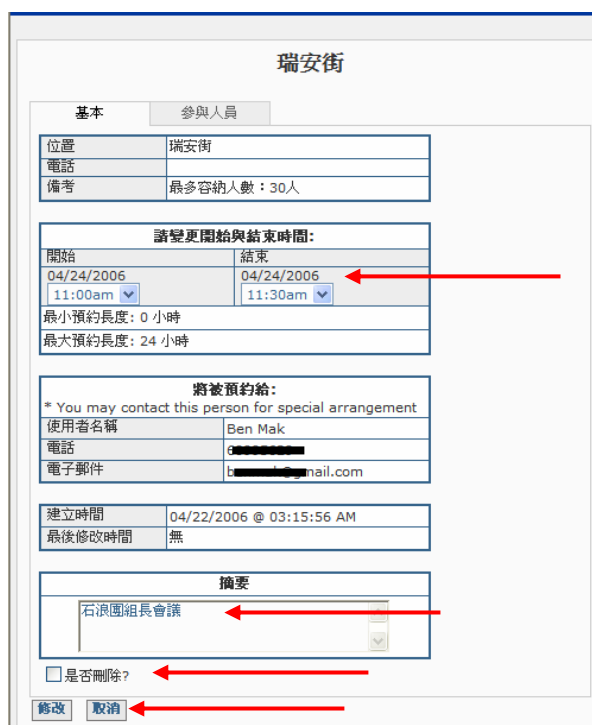 瑞安街
基本 參與人員
位置 瑞安街
電話
備考 最多容納人數：30人
請變更開始與結束時間:
開始 結束
04/24/2006 04/24/2006
11:00am 11:30am
最小預約長度: 0 小時
最大預約長度: 24 小時
將被預約給:
* You may contact this person for special arrangement
使用者名稱 Ben Mak
電話
電子郵件 mail.com
建立時間 04/22/2006 @ 03:15:56 AM
最後修改時間 無
摘要
石浪團組長會議
是否刪除?
修改 取消